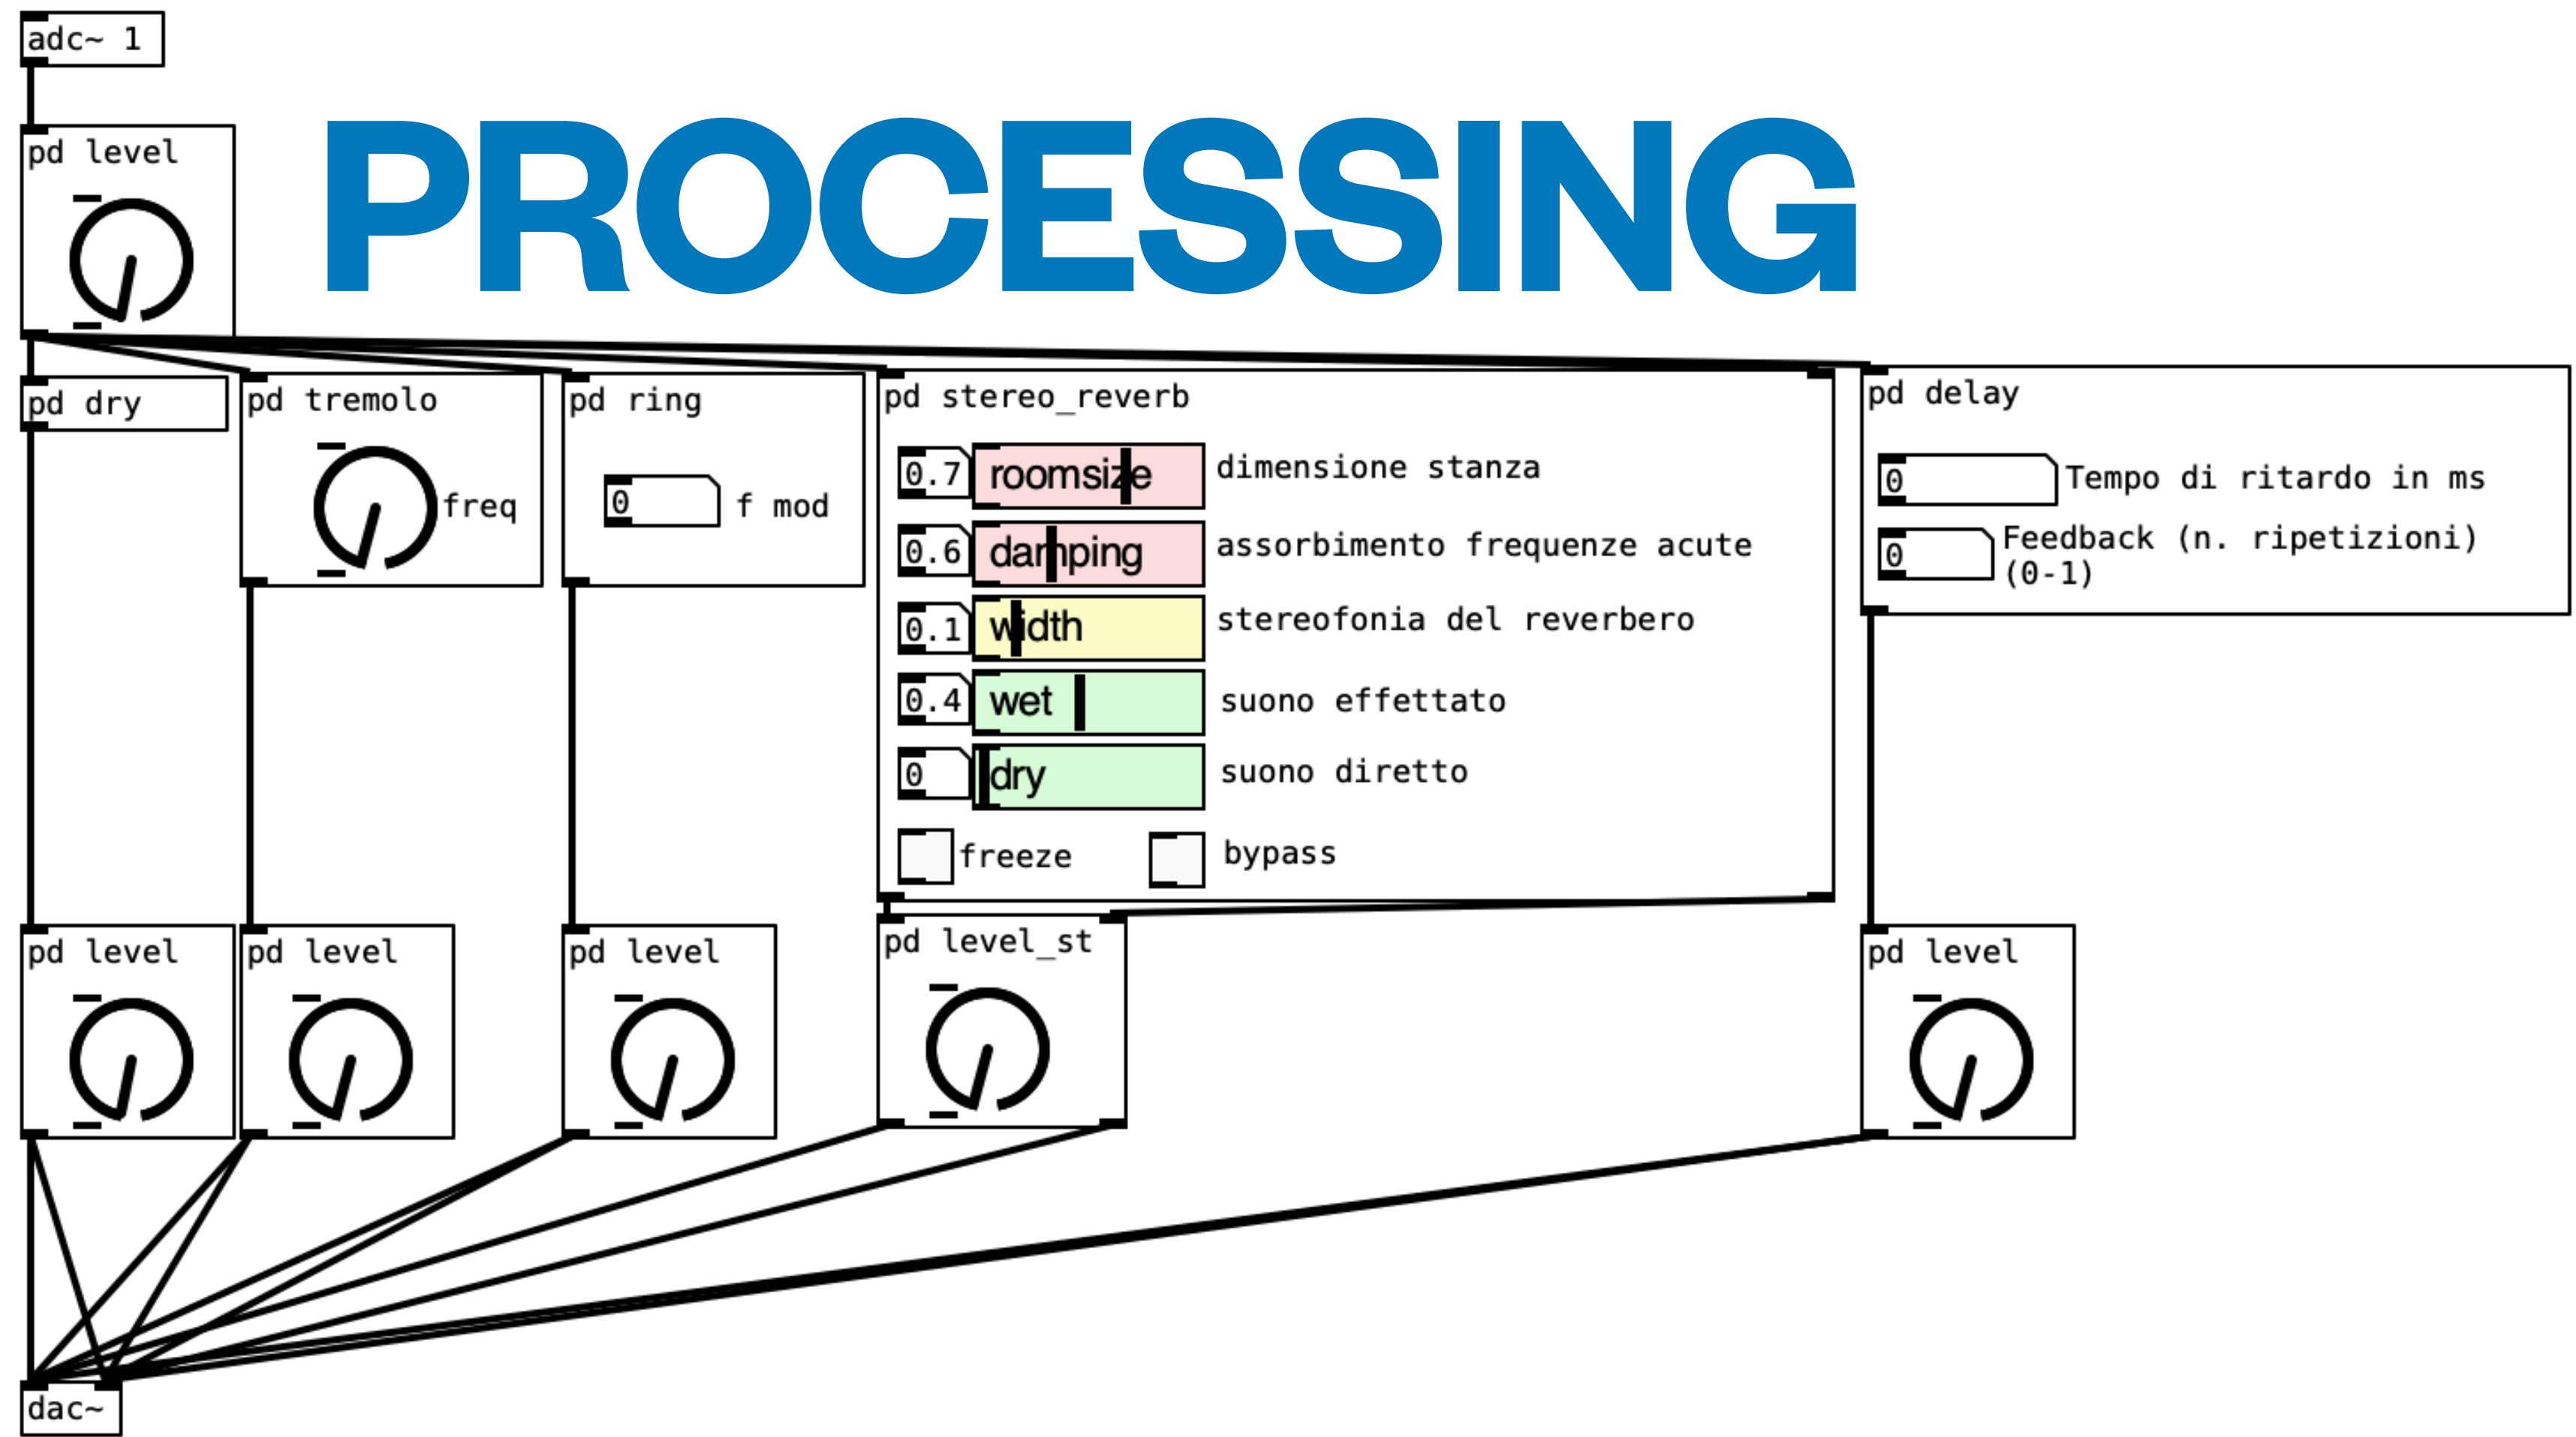 adc~ 1
pd level
PROCESSING
pd dry
pd tremolo
freq
pd ring
0
f mod
pd stereo_reverb
0.7 roomsize dimensione stanza
0.6 damping assorbimento frequenze acute
0.1 width stereofonia del reverbero
0.4 wet suono effettato
0 dry suono diretto
freeze bypass
pd delay
0 Tempo di ritardo in ms
0 Feedback (n. ripetizioni)
(0-1)
pd level
pd level
pd level
pd level_st
pd level
dac~